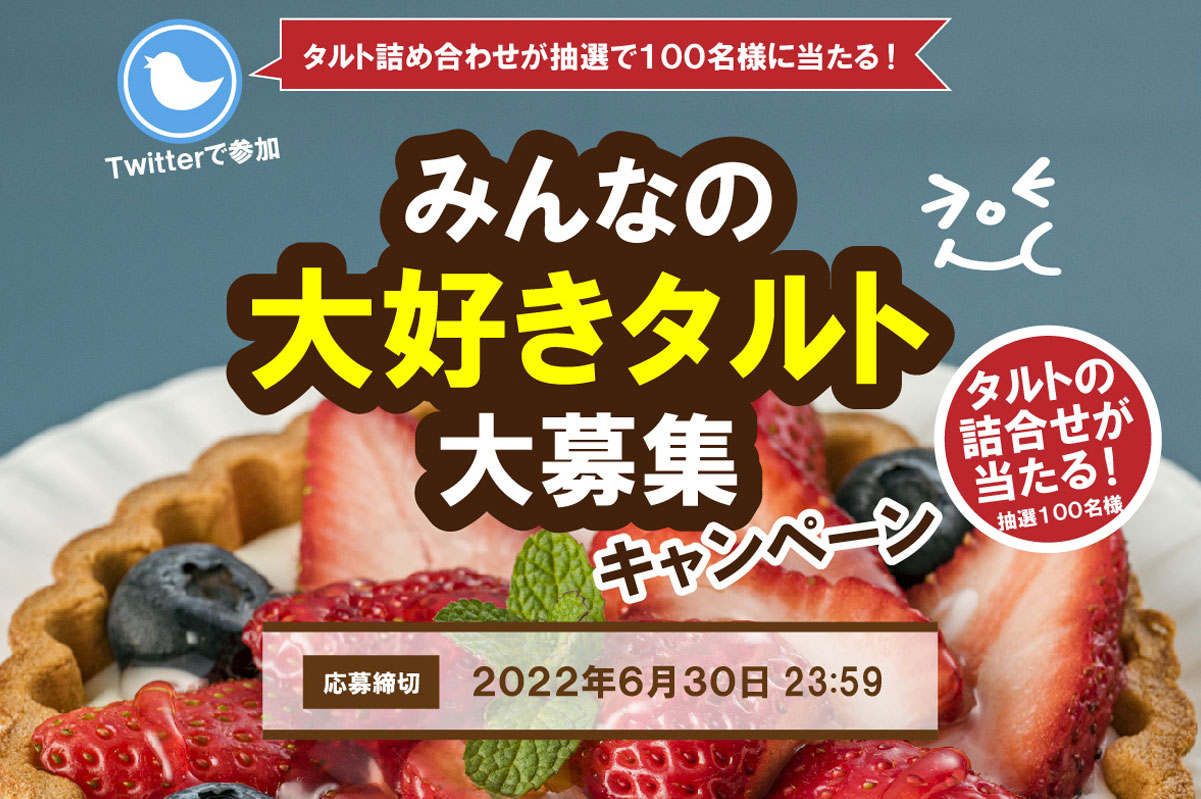 タルト詰め合わせが抽選で100名様に当たる！
Twitterで参加
みんなの
大好きタルト
大募集
キャンペーン
タルトの
詰合せが
当たる！
抽選100名様
応募締切 2022年6月30日 23:59